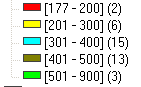 [177 - 200] (2)
[201 - 300] (6)
[301 - 400] (15)
[401 - 500] (13)
[501 - 900] (3)